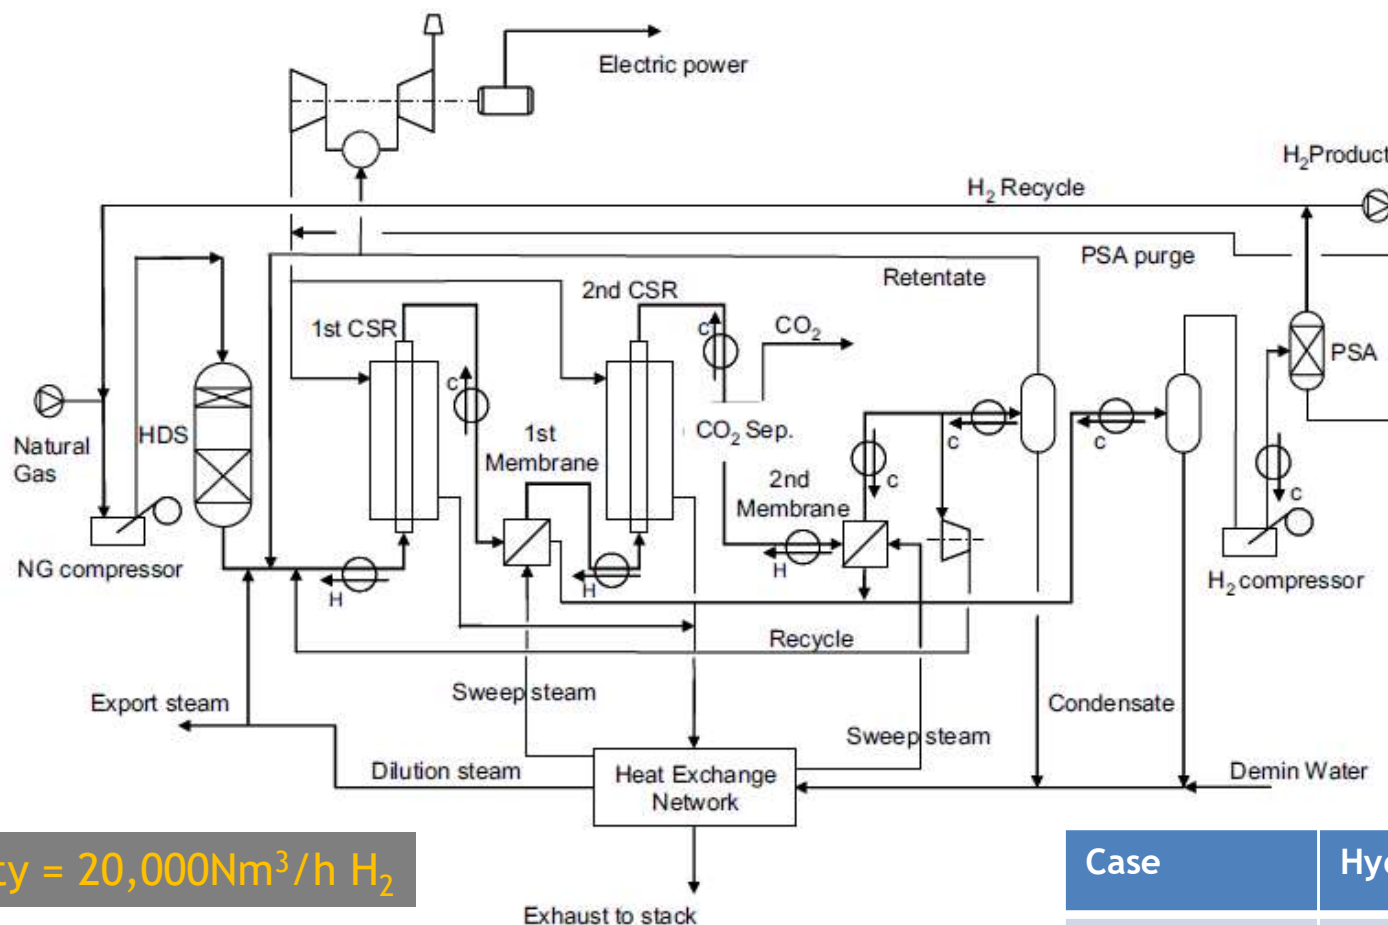 Electric power
H2Product
H2 Recycle
PSA purge
Retentate
2nd CSR
1st CSR
c
CO2
PSA
c
HDS
Natural
Gas
1st
Membrane
CO2 Sep.
c
c
2nd
Membrane
c
c
NG compressor
H
H
H
H2 compressor
Recycle
Export steam
Sweep steam
Condensate
Sweep steam
Dilution steam
Heat Exchange
Network
Demin Water
ty = 20,000Nm3/h H2
Case
Hyd
Exhaust to stack